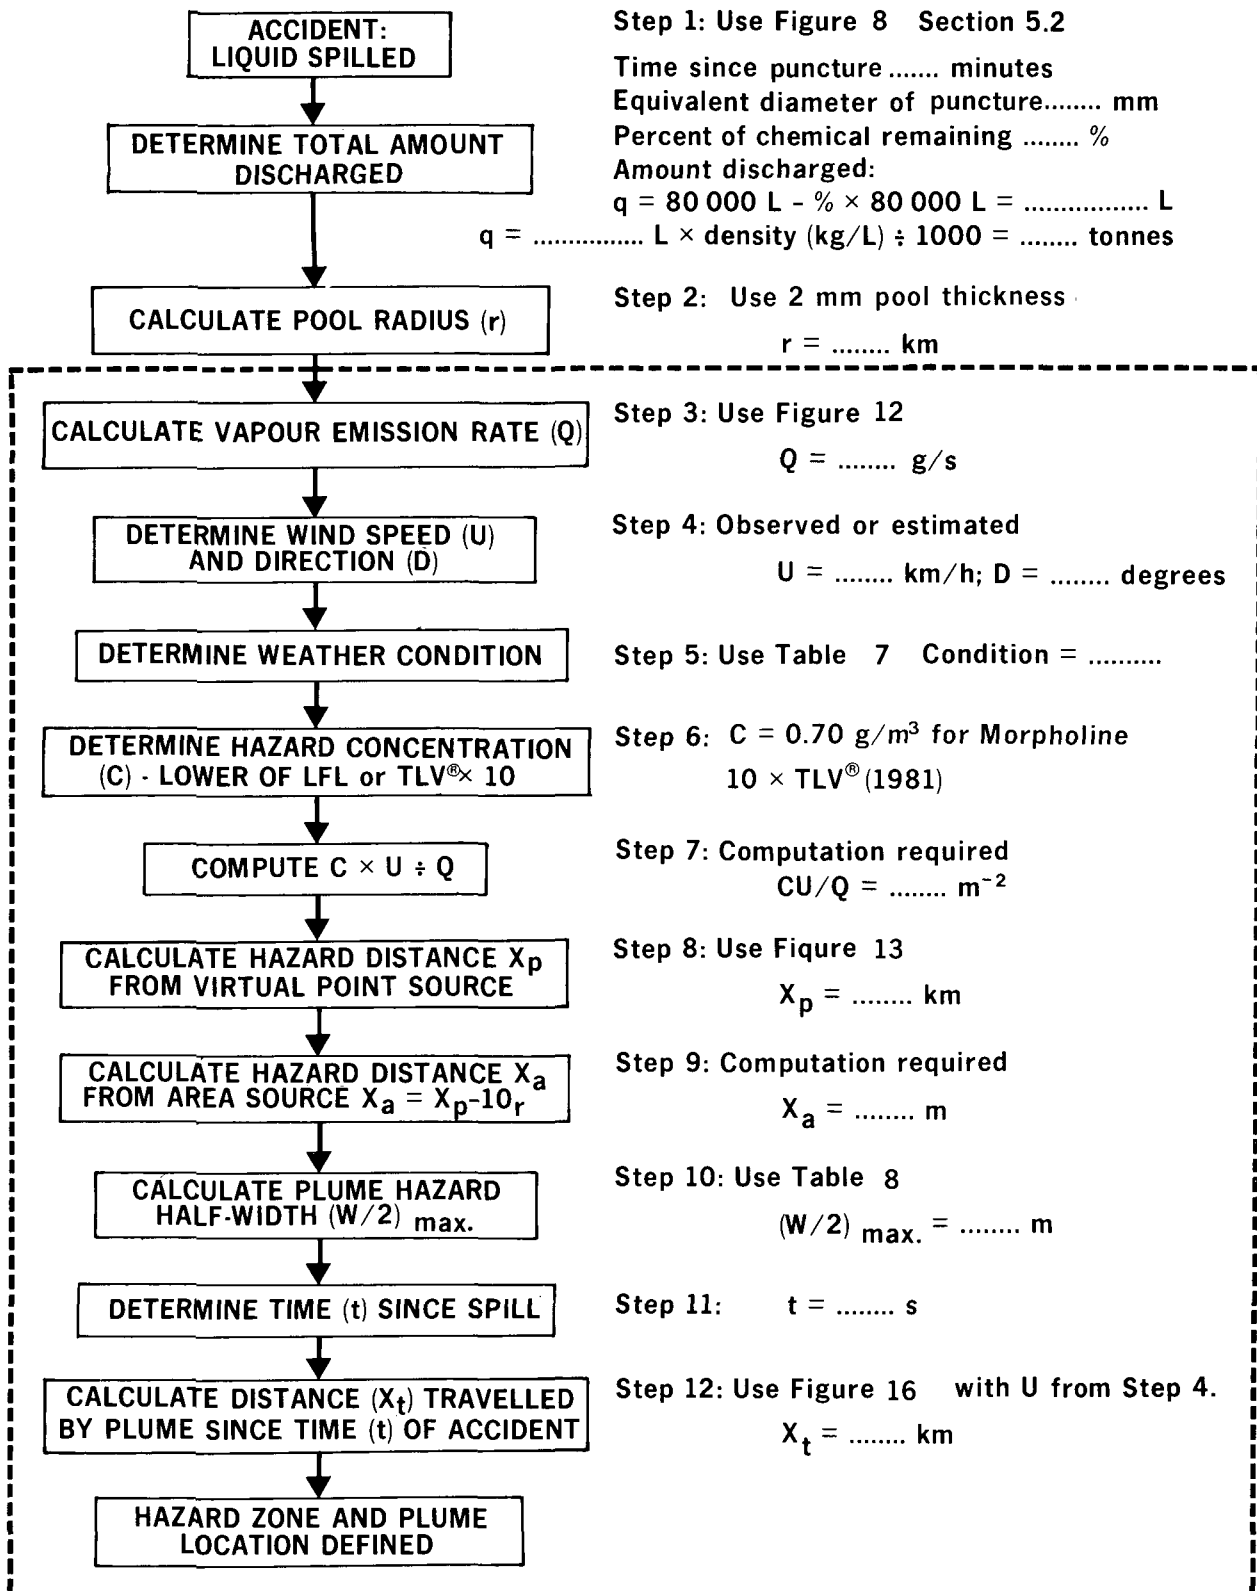 ACCIDENT:
LIQUID SPILLED
Step 1: Use Figure 8 Section 5.2
Time since puncture ....... minutes
Equivalent diameter of puncture........ mm
Percent of chemical remaining ........ %
Amount discharged:
q = 80 000 L - % × 80 000 L = ................. L
q = ............... L × density (kg/L) ÷ 1000 = ........ tonnes
DETERMINE TOTAL AMOUNT
DISCHARGED
CALCULATE POOL RADIUS (r)
Step 2: Use 2 mm pool thickness
r = ........ km
CALCULATE VAPOUR EMISSION RATE (Q)
Step 3: Use Figure 12
Q = ........ g/s
DETERMINE WIND SPEED (U)
AND DIRECTION (D)
Step 4: Observed or estimated
U = ........ km/h; D = ........ degrees
DETERMINE WEATHER CONDITION
Step 5: Use Table 7 Condition = ..........
DETERMINE HAZARD CONCENTRATION
(C) - LOWER OF LFL or TLV®× 10
Step 6: C = 0.70 g/m³ for Morpholine
10 × TLV® (1981)
COMPUTE C × U ÷ Q
Step 7: Computation required
CU/Q = ........ m⁻²
CALCULATE HAZARD DISTANCE Xp
FROM VIRTUAL POINT SOURCE
Step 8: Use Fiqure 13
Xp = ........ km
CALCULATE HAZARD DISTANCE Xa
FROM AREA SOURCE Xa = Xp-10r
Step 9: Computation required
Xa = ........ m
CALCULATE PLUME HAZARD
HALF-WIDTH (W/2) max.
Step 10: Use Table 8
(W/2) max. = ........ m
DETERMINE TIME (t) SINCE SPILL
Step 11: t = ........ s
CALCULATE DISTANCE (Xt) TRAVELLED
BY PLUME SINCE TIME (t) OF ACCIDENT
Step 12: Use Figure 16 with U from Step 4.
Xt = ........ km
HAZARD ZONE AND PLUME
LOCATION DEFINED